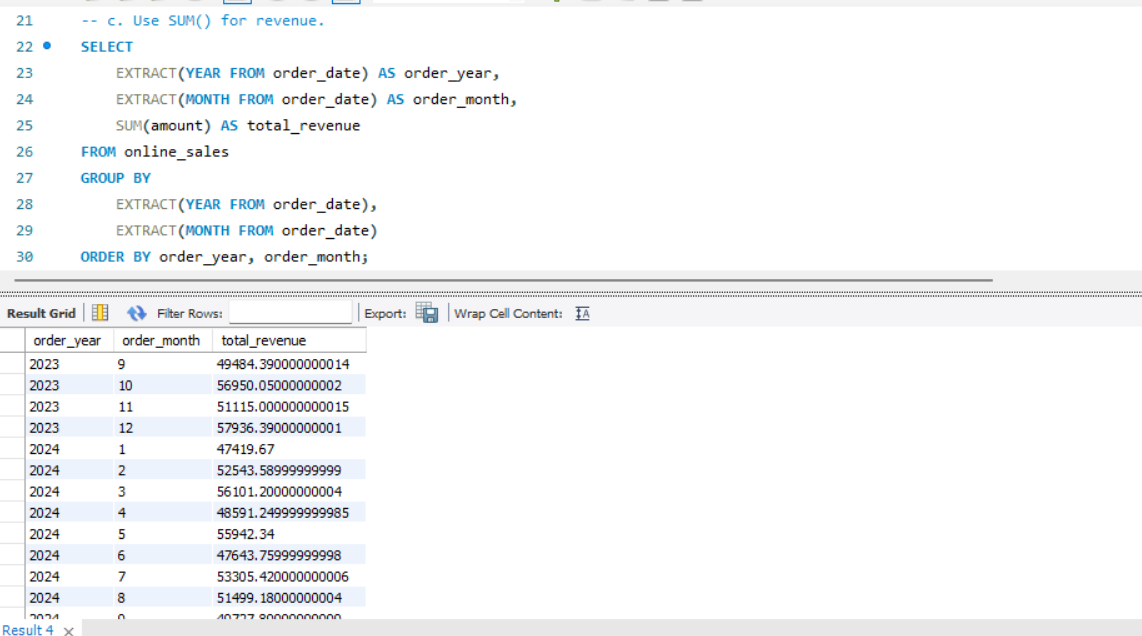 21 -- c. Use SUM() for revenue.
22 SELECT
23 EXTRACT(YEAR FROM order_date) AS order_year,
24 EXTRACT(MONTH FROM order_date) AS order_month,
25 SUM(amount) AS total_revenue
26 FROM online_sales
27 GROUP BY
28 EXTRACT(YEAR FROM order_date),
29 EXTRACT(MONTH FROM order_date)
30 ORDER BY order_year, order_month;
Result Grid Filter Rows: Export: Wrap Cell Content: IA
order_year order_month total_revenue
2023 9 49484.390000000014
2023 10 56950.05000000002
2023 11 51115.000000000015
2023 12 57936.39000000001
2024 1 47419.67
2024 2 52543.58999999999
2024 3 56101.20000000004
2024 4 48591.249999999985
2024 5 55942.34
2024 6 47643.75999999998
2024 7 53305.420000000006
2024 8 51499.18000000004
2024 9
Result 4 ×